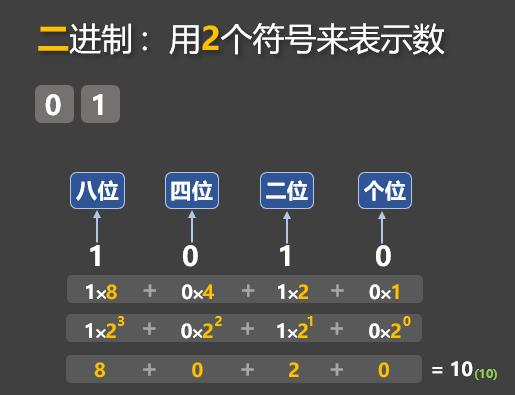 二进制：用2个符号来表示数
0 1
八位 四位 二位 个位
1 0 1 0
1×8 + 0×4 + 1×2 + 0×1
1×2³ + 0×2² + 1×2¹ + 0×2⁰
8 + 0 + 2 + 0 = 10(10)